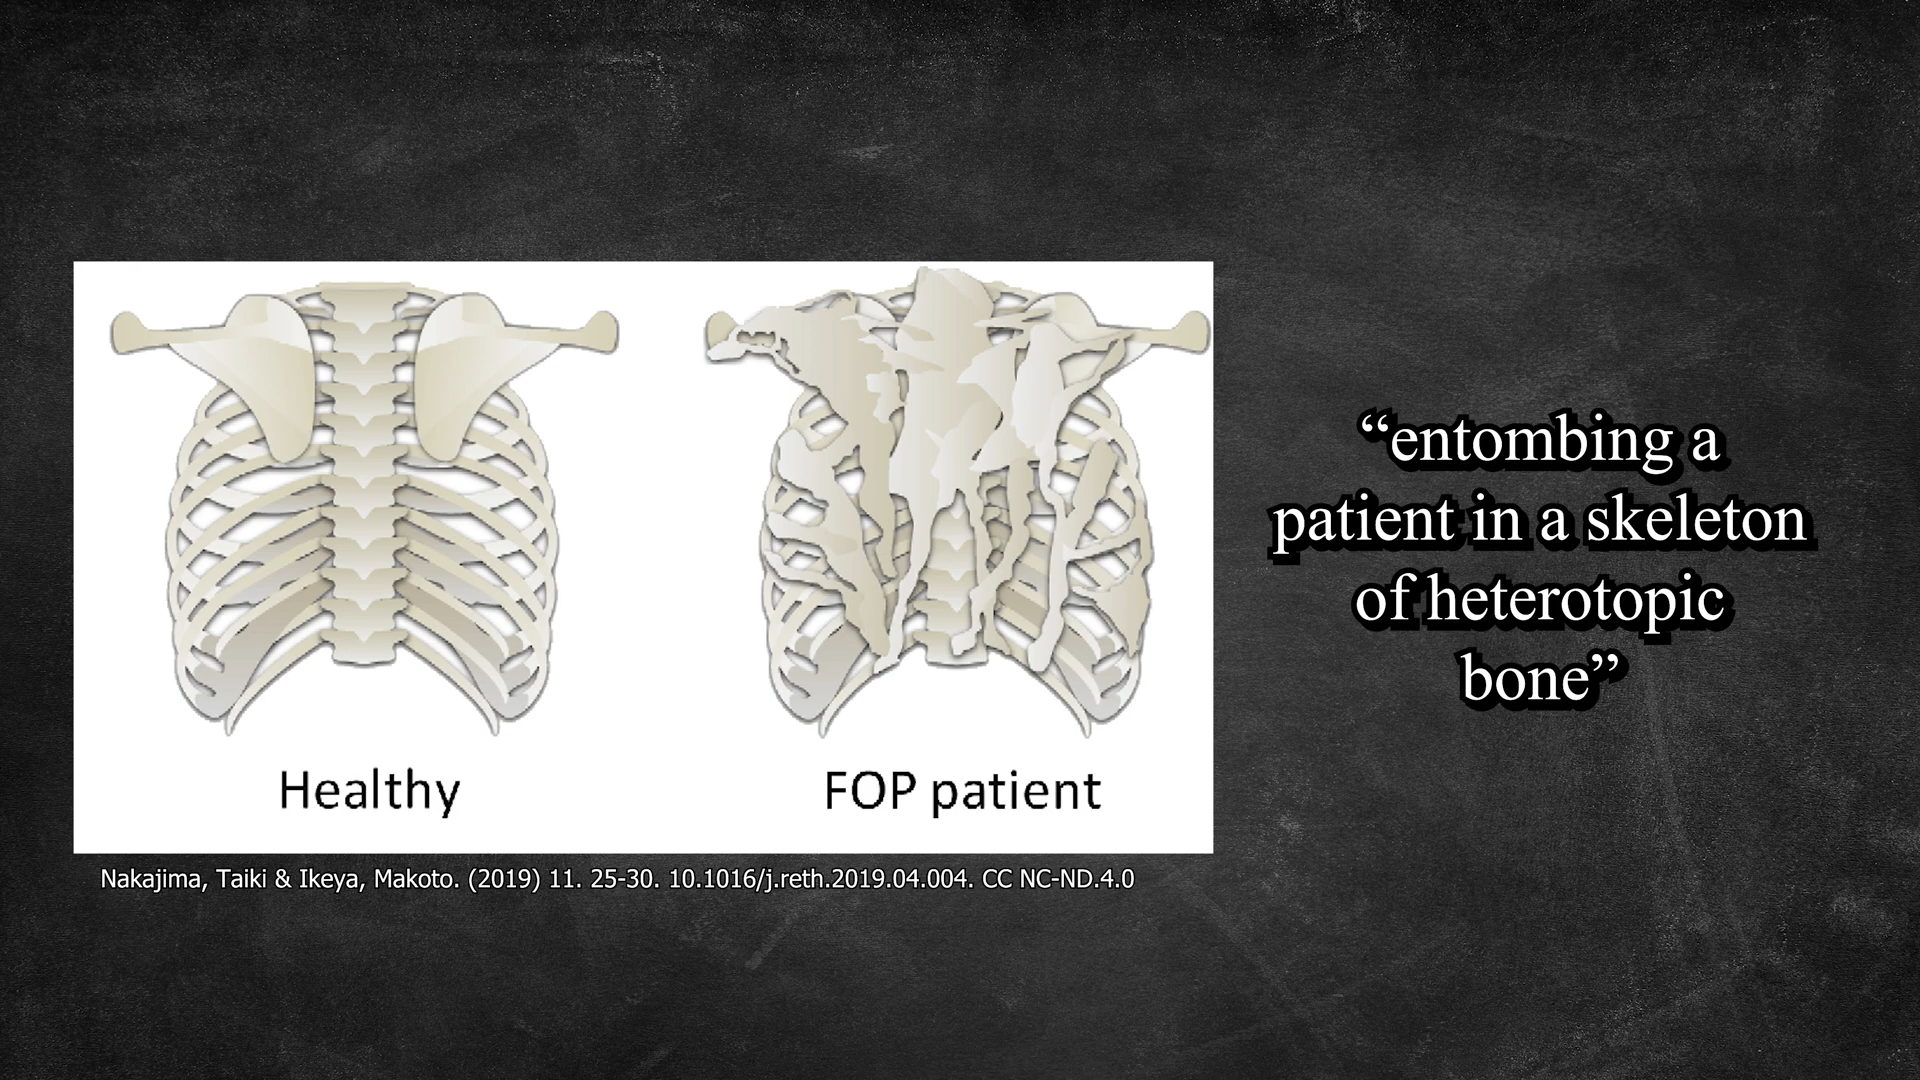 Healthy
FOP patient
Nakajima, Taiki & Ikeya, Makoto. (2019) 11. 25-30. 10.1016/j.reth.2019.04.004. CC NC-ND.4.0
“entombing a
patient in a skeleton
of heterotopic
bone”